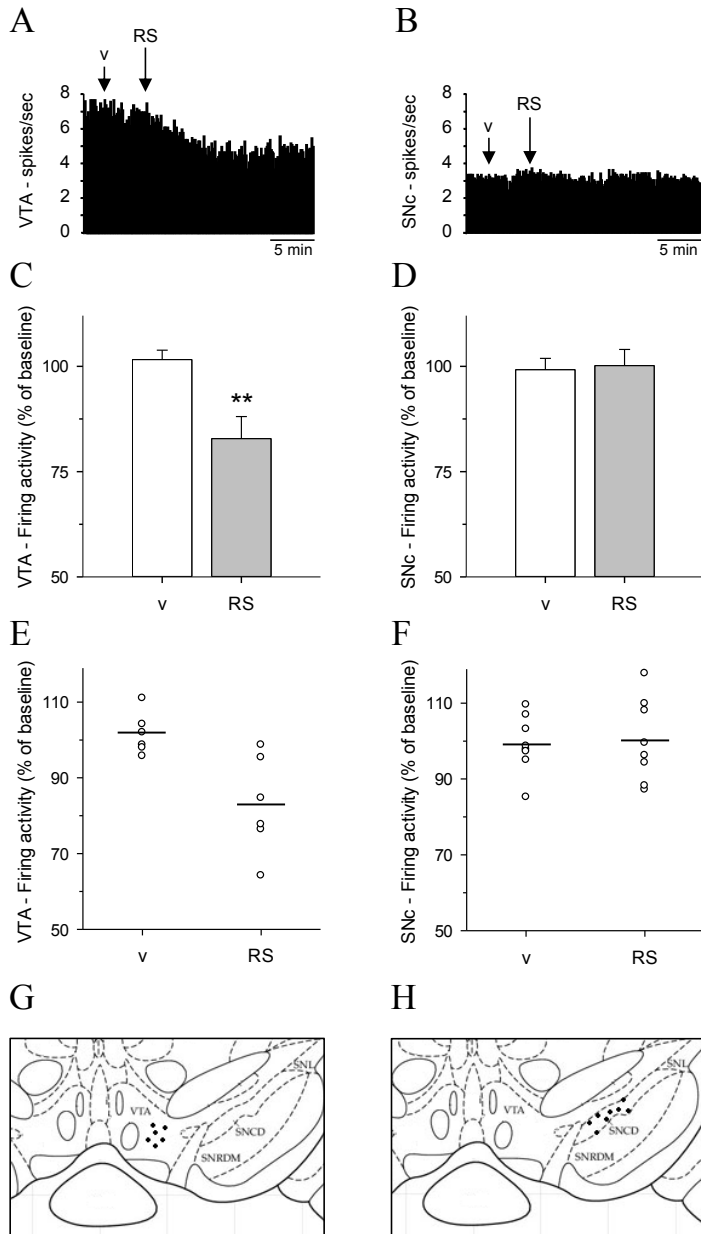 A
v RS
8
6
4
2
0
VTA - spikes/sec
5 min
B
v RS
8
6
4
2
0
SNc - spikes/sec
5 min
C
VTA - Firing activity (% of baseline)
100
75
50
**
v RS
D
SNc - Firing activity (% of baseline)
100
75
50
v RS
E
VTA - Firing activity (% of baseline)
110
90
70
50
v RS
F
SNc - Firing activity (% of baseline)
110
90
70
50
v RS
G
SNL
VTA
SNCD
SNRDM
H
SNL
VTA
SNCD
SNRDM